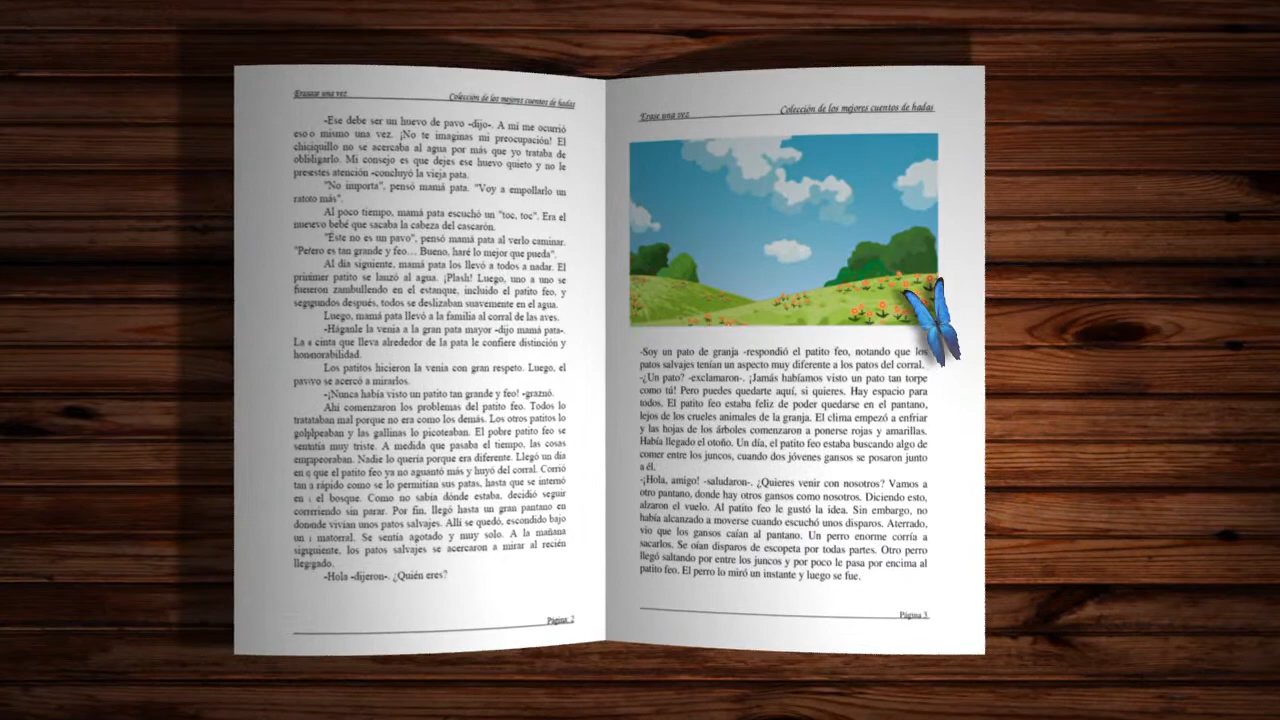 Erase una vez
Colección de los mejores cuentos de hadas
-Ese debe ser un huevo de pavo -dijo-. A mí me ocurrió
eso mismo una vez. ¡No te imaginas mi preocupación! El
chiquillo no se acercaba al agua por más que yo trataba de
obligarlo. Mi consejo es que dejes ese huevo quieto y no le
prestes atención -concluyó la vieja pata.
"No importa", pensó mamá pata. "Voy a empollarlo un
rato más".
Al poco tiempo, mamá pata escuchó un "toc, toc". Era el
nuevo bebé que sacaba la cabeza del cascarón.
"Éste no es un pavo", pensó mamá pata al verlo caminar.
"Pero es tan grande y feo… Bueno, haré lo mejor que pueda".
Al día siguiente, mamá pata los llevó a todos a nadar. El
primer patito se lanzó al agua. ¡Plash! Luego, uno a uno se
fueron zambullendo en el estanque, incluido el patito feo, y
segundos después, todos se deslizaban suavemente en el agua.
Luego, mamá pata llevó a la familia al corral de las aves.
-Háganle la venia a la gran pata mayor -dijo mamá pata-.
La cinta que lleva alrededor de la pata le confiere distinción y
honorabilidad.
Los patitos hicieron la venia con gran respeto. Luego, el
pavo se acercó a mirarlos.
-¡Nunca había visto un patito tan grande y feo! -graznó.
Ahí comenzaron los problemas del patito feo. Todo lo
trataban mal porque no era como los demás. Los otros patitos lo
golpeaban y las gallinas lo picoteaban. El pobre patito feo se
sentía muy triste. A medida que pasaba el tiempo, las cosas
empeoraban. Nadie lo quería porque era diferente. Llegó un día
en que el patito feo ya no aguantó más y huyó del corral. Corrió
tan rápido como se lo permitían sus patas, hasta que se internó
en el bosque. Como no sabía dónde estaba, decidió seguir
corriendo sin parar. Por fin, llegó hasta un gran pantano en
donde vivían unos patos salvajes. Allí se quedó, escondido bajo
un matorral. Se sentía agotado y muy solo. A la mañana
siguiente, los patos salvajes se acercaron a mirar al recién
llegado.
-Hola -dijeron-. ¿Quién eres?
Página 2
Erase una vez
Colección de los mejores cuentos de hadas
-Soy un pato de granja -respondió el patito feo, notando que los
patos salvajes tenían un aspecto muy diferente a los patos del corral.
-¿Un pato? -exclamaron-. ¡Jamás habíamos visto un pato tan torpe
como tú! Pero puedes quedarte aquí, si quieres. Hay espacio para
todos. El patito feo estaba feliz de poder quedarse en el pantano,
lejos de los crueles animales de la granja. El clima empezó a enfriar
y las hojas de los árboles comenzaron a ponerse rojas y amarillas.
Había llegado el otoño. Un día, el patito feo estaba buscando algo de
comer entre los juncos, cuando dos jóvenes gansos se posaron junto
a él.
-¡Hola, amigo! -saludaron-. ¿Quieres venir con nosotros? Vamos a
otro pantano, donde hay otros gansos como nosotros. Diciendo esto,
alzaron el vuelo. Al patito feo le gustó la idea. Sin embargo, no
había alcanzado a moverse cuando escuchó unos disparos. Aterrado,
vio que los gansos caían al pantano. Un perro enorme corría a
sacarlos. Se oían disparos de escopeta por todas partes. Otro perro
llegó saltando por entre los juncos y por poco le pasa por encima al
patito feo. El perro lo miró un instante y luego se fue.
Página 3